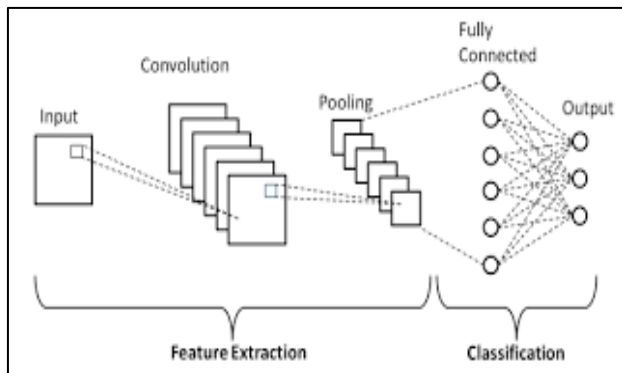 Input
Convolution
Pooling
Fully
Connected
Output
Feature Extraction
Classification